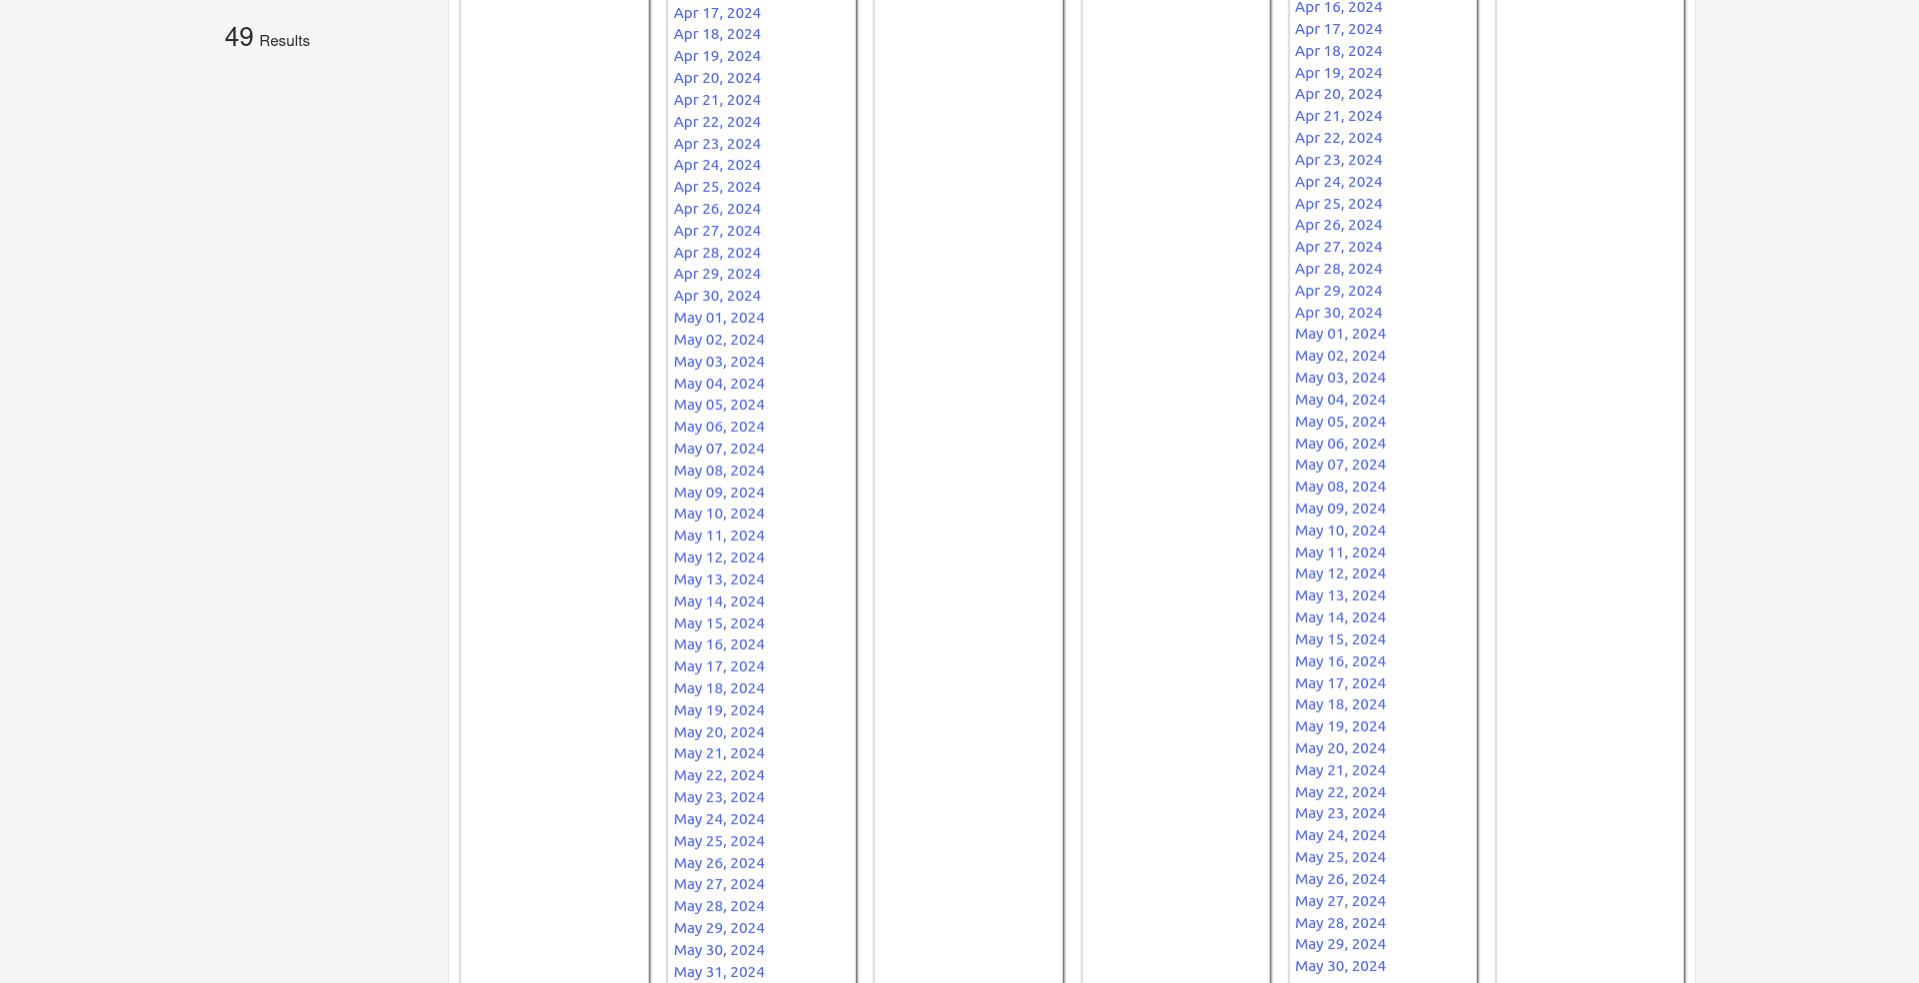 49 Results
Apr 17, 2024
Apr 18, 2024
Apr 19, 2024
Apr 20, 2024
Apr 21, 2024
Apr 22, 2024
Apr 23, 2024
Apr 24, 2024
Apr 25, 2024
Apr 26, 2024
Apr 27, 2024
Apr 28, 2024
Apr 29, 2024
Apr 30, 2024
May 01, 2024
May 02, 2024
May 03, 2024
May 04, 2024
May 05, 2024
May 06, 2024
May 07, 2024
May 08, 2024
May 09, 2024
May 10, 2024
May 11, 2024
May 12, 2024
May 13, 2024
May 14, 2024
May 15, 2024
May 16, 2024
May 17, 2024
May 18, 2024
May 19, 2024
May 20, 2024
May 21, 2024
May 22, 2024
May 23, 2024
May 24, 2024
May 25, 2024
May 26, 2024
May 27, 2024
May 28, 2024
May 29, 2024
May 30, 2024
May 31, 2024
Apr 16, 2024
Apr 17, 2024
Apr 18, 2024
Apr 19, 2024
Apr 20, 2024
Apr 21, 2024
Apr 22, 2024
Apr 23, 2024
Apr 24, 2024
Apr 25, 2024
Apr 26, 2024
Apr 27, 2024
Apr 28, 2024
Apr 29, 2024
Apr 30, 2024
May 01, 2024
May 02, 2024
May 03, 2024
May 04, 2024
May 05, 2024
May 06, 2024
May 07, 2024
May 08, 2024
May 09, 2024
May 10, 2024
May 11, 2024
May 12, 2024
May 13, 2024
May 14, 2024
May 15, 2024
May 16, 2024
May 17, 2024
May 18, 2024
May 19, 2024
May 20, 2024
May 21, 2024
May 22, 2024
May 23, 2024
May 24, 2024
May 25, 2024
May 26, 2024
May 27, 2024
May 28, 2024
May 29, 2024
May 30, 2024